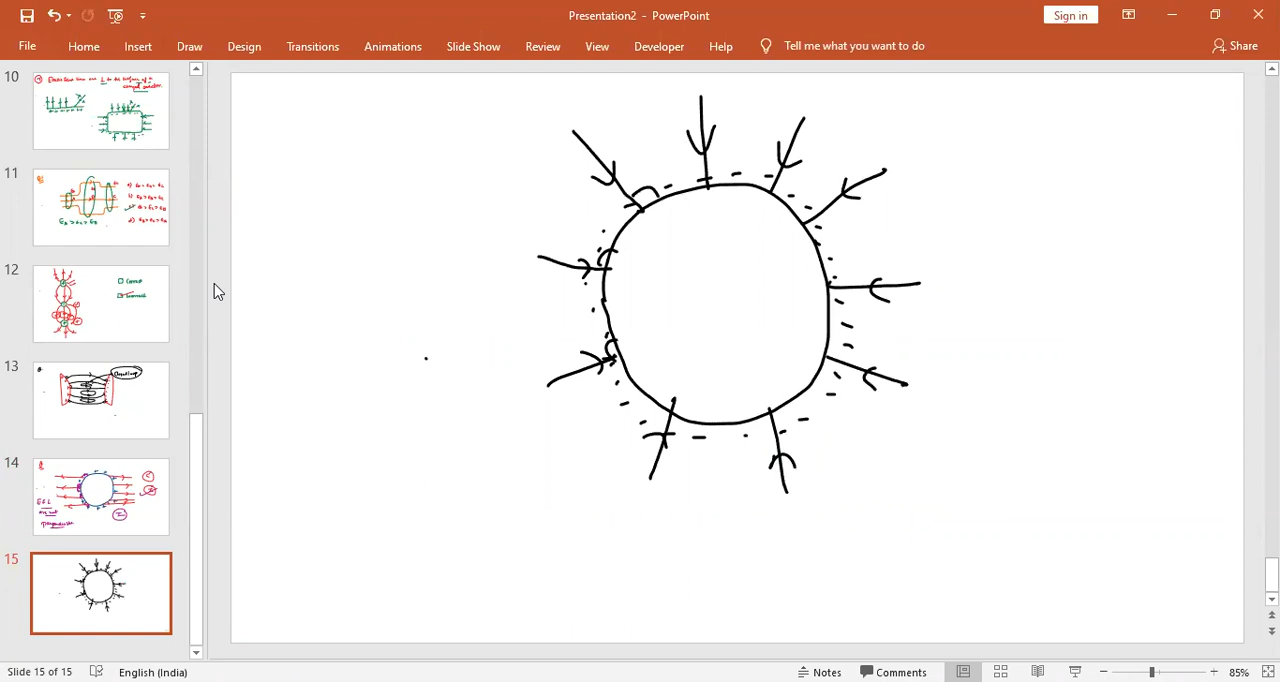 Presentation2 - PowerPoint
Sign in
File Home Insert Draw Design Transitions Animations Slide Show Review View Developer Help Tell me what you want to do Share
10
11
12
13
14
15
Slide 15 of 15 English (India) Notes Comments 85%